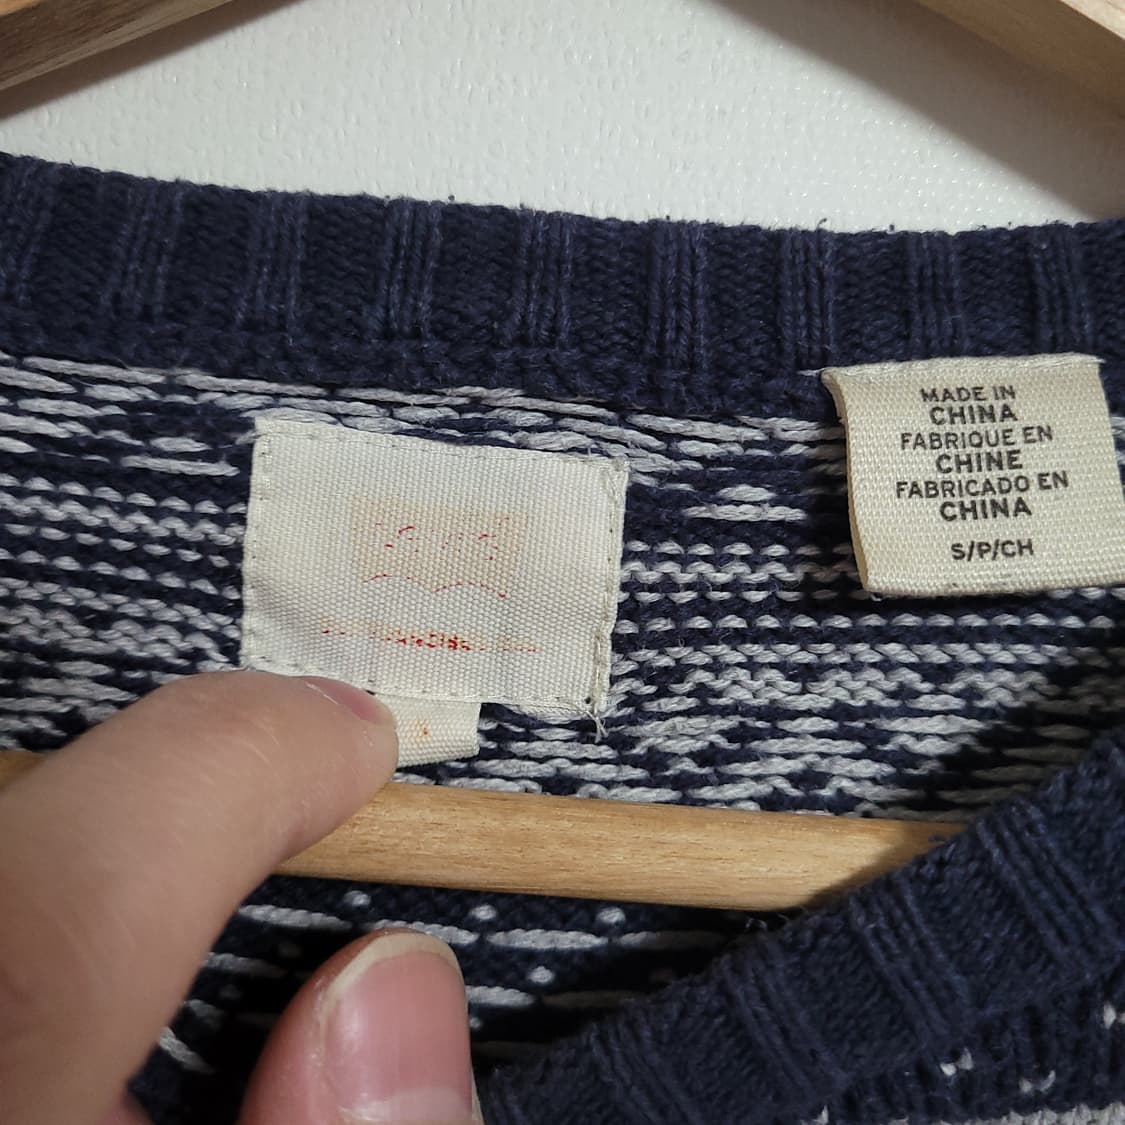 MADE IN
CHINA
FABRIQUE EN
CHINE
FABRICADO EN
CHINA
S/P/CH